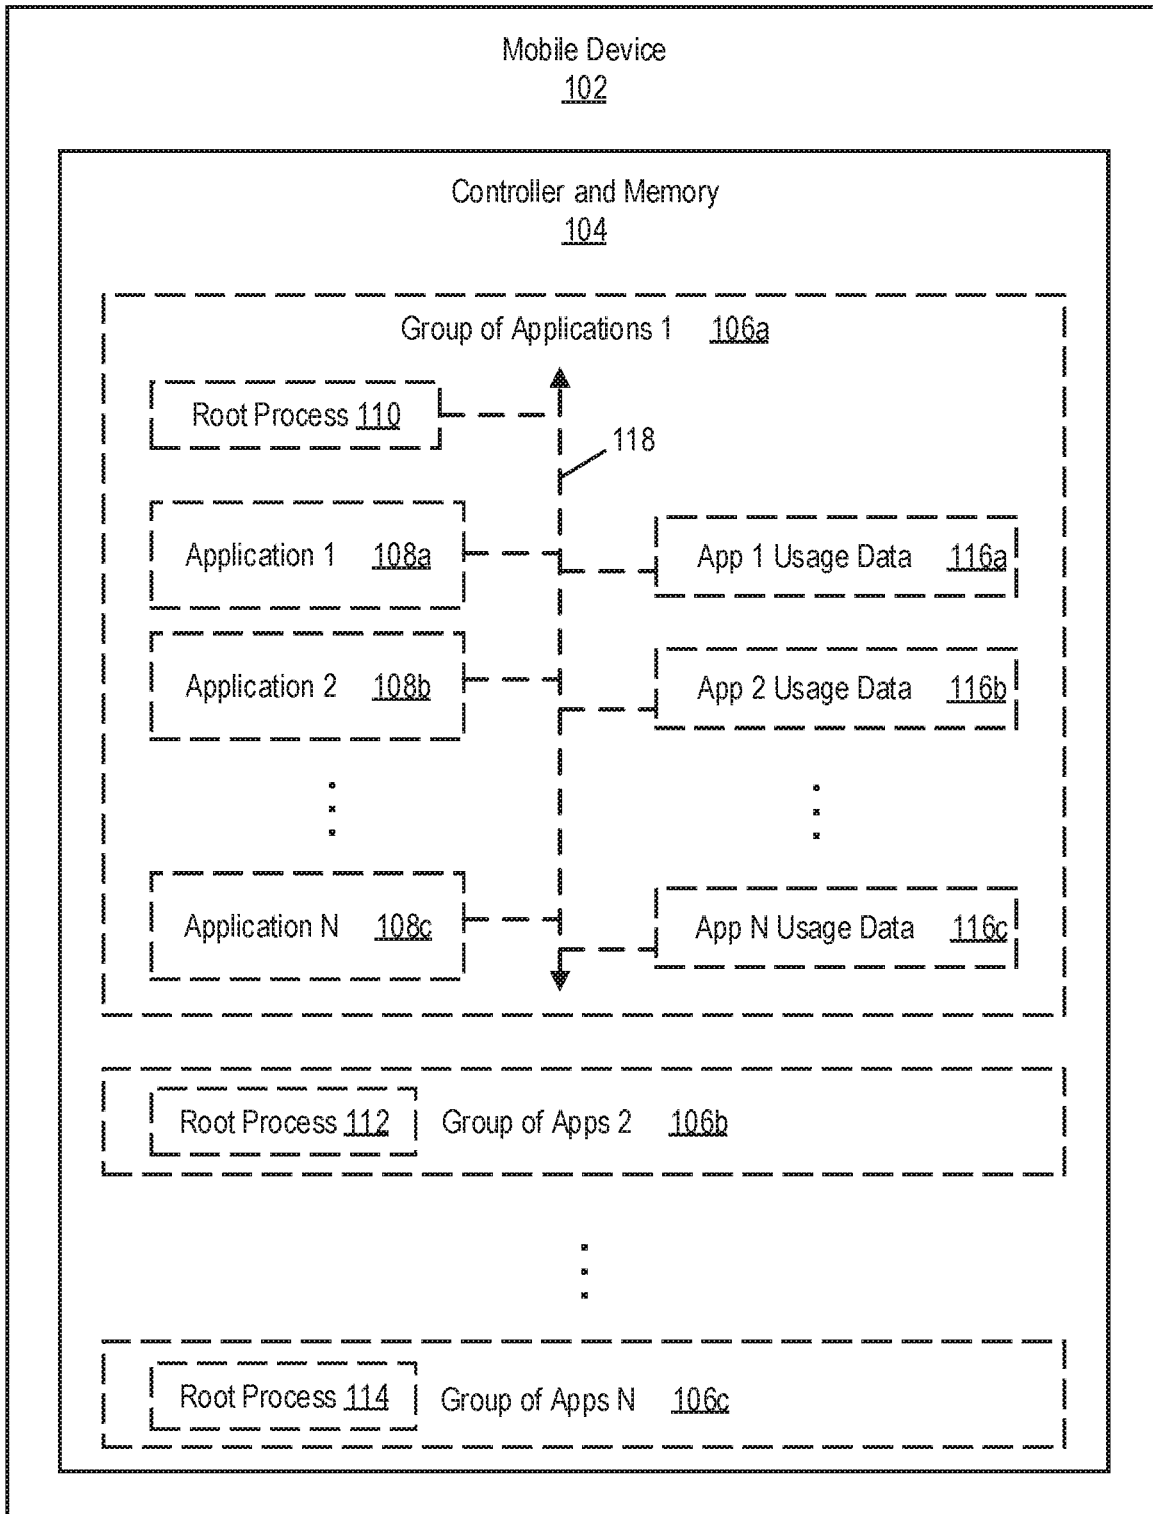 Mobile Device
102
Controller and Memory
104
Group of Applications 1 106a
Root Process 110
118
Application 1 108a
App 1 Usage Data 116a
Application 2 108b
App 2 Usage Data 116b
Application N 108c
App N Usage Data 116c
Root Process 112 Group of Apps 2 106b
Root Process 114 Group of Apps N 106c